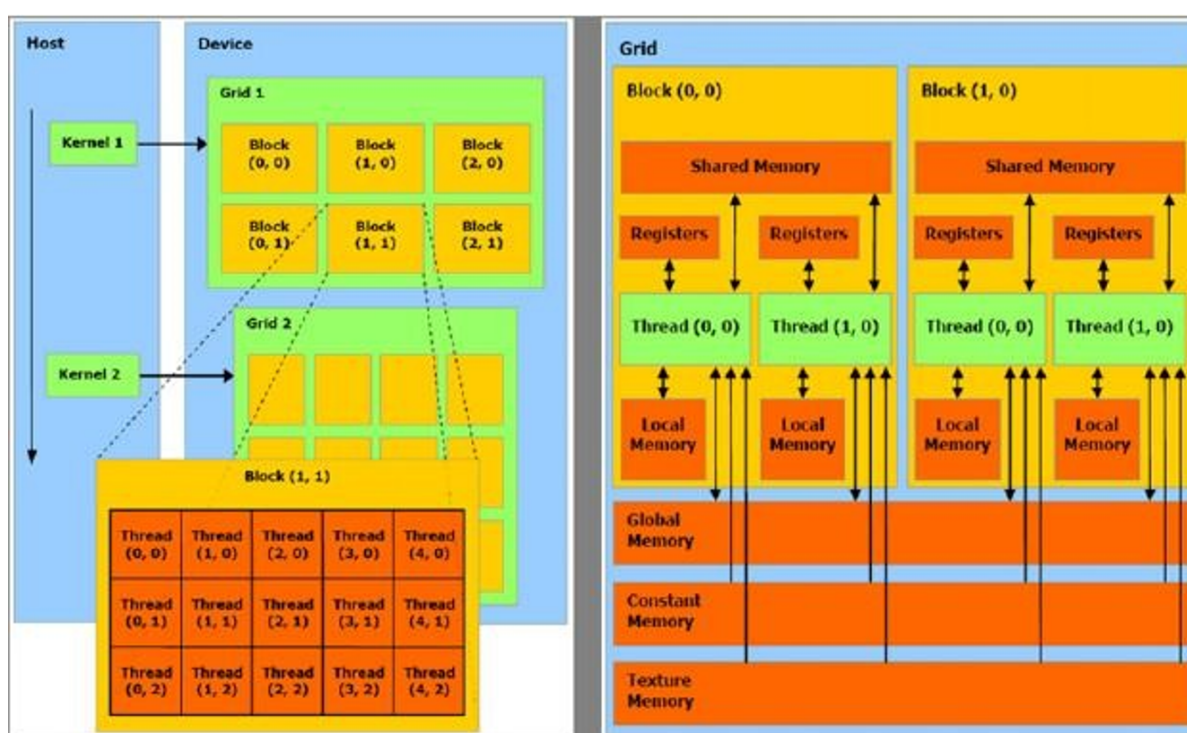 Host
Device
Grid 1
Kernel 1
Block
(0, 0)
Block
(1, 0)
Block
(2, 0)
Block
(0, 1)
Block
(1, 1)
Block
(2, 1)
Grid 2
Kernel 2
Block (1, 1)
Thread
(0, 0)
Thread
(1, 0)
Thread
(2, 0)
Thread
(3, 0)
Thread
(4, 0)
Thread
(0, 1)
Thread
(1, 1)
Thread
(2, 1)
Thread
(3, 1)
Thread
(4, 1)
Thread
(0, 2)
Thread
(1, 2)
Thread
(2, 2)
Thread
(3, 2)
Thread
(4, 2)
Grid
Block (0, 0)
Shared Memory
Registers
Registers
Thread (0, 0)
Thread (1, 0)
Local
Memory
Local
Memory
Block (1, 0)
Shared Memory
Registers
Registers
Thread (0, 0)
Thread (1, 0)
Local
Memory
Local
Memory
Global
Memory
Constant
Memory
Texture
Memory